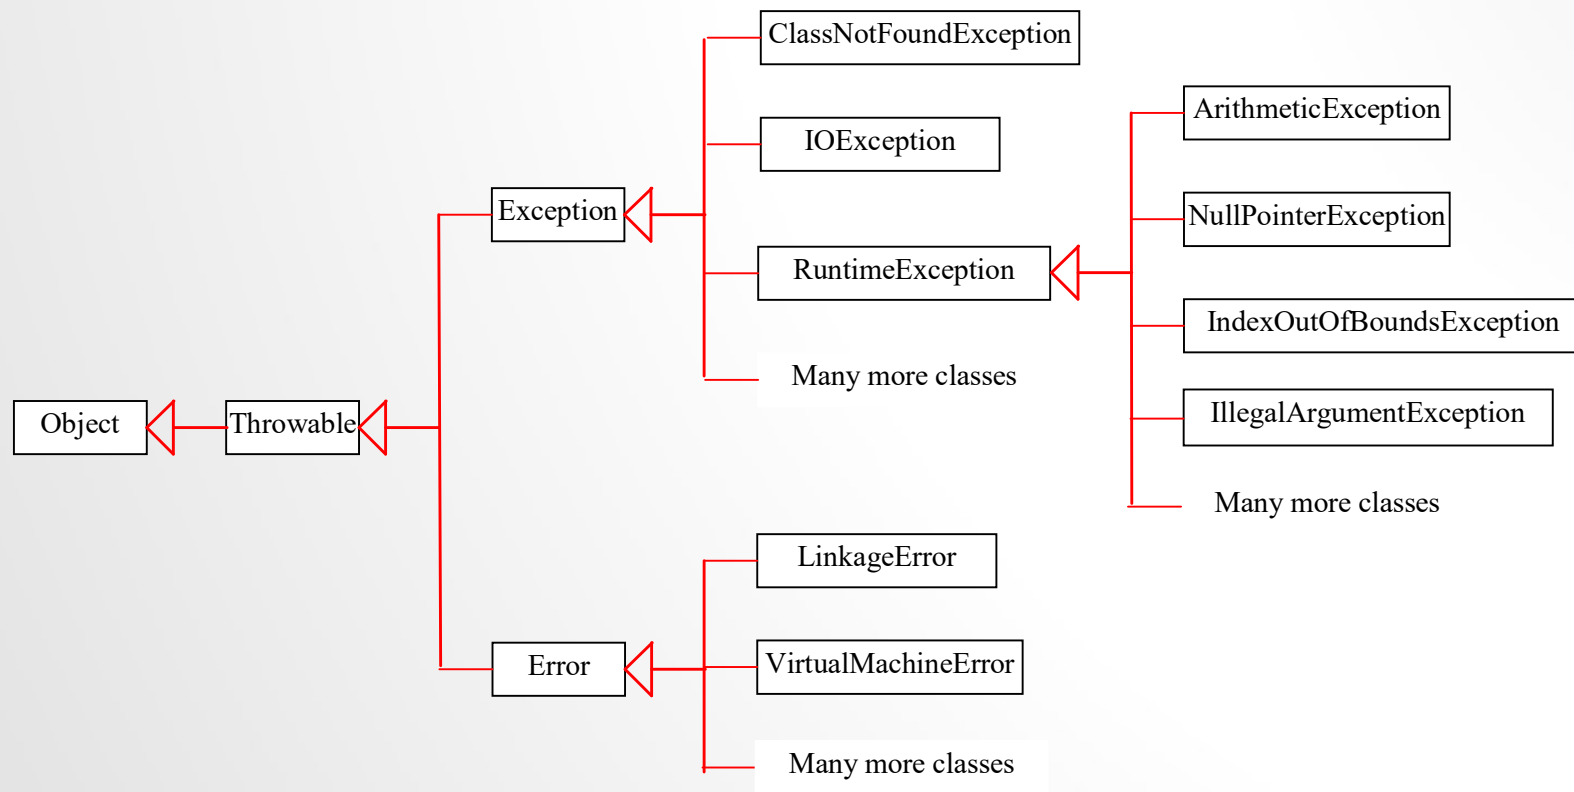 ClassNotFoundException
ArithmeticException
IOException
NullPointerException
Exception
RuntimeException
IndexOutOfBoundsException
Many more classes
IllegalArgumentException
Object
Throwable
Many more classes
LinkageError
VirtualMachineError
Error
Many more classes